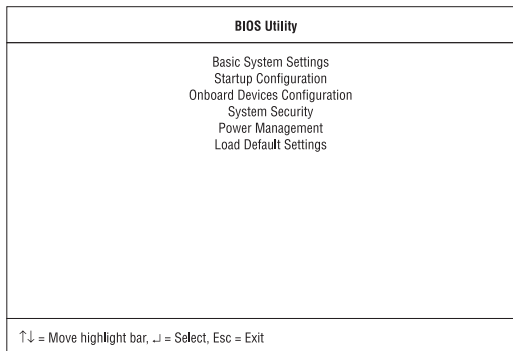 BIOS Utility
Basic System Settings
Startup Configuration
Onboard Devices Configuration
System Security
Power Management
Load Default Settings
↑↓ = Move highlight bar, ↵ = Select, Esc = Exit